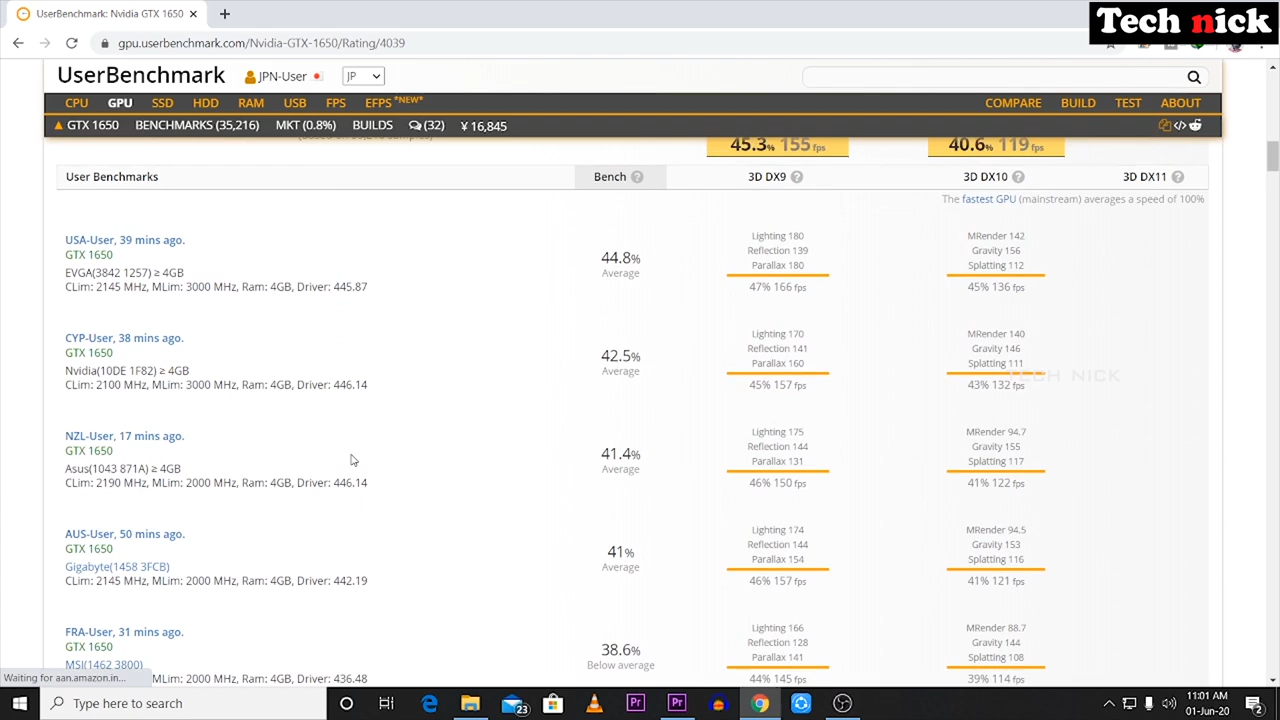 UserBenchmark: Nvidia GTX 1650
Tech nick
gpu.userbenchmark.com/Nvidia-GTX-1650/Rating/4039
UserBenchmark JPN-User JP
CPU GPU SSD HDD RAM USB FPS EFPS *NEW* COMPARE BUILD TEST ABOUT
GTX 1650 BENCHMARKS (35,216) MKT (0.8%) BUILDS (32) ¥ 16,845
45.3% 155 fps 40.6% 119 fps
User Benchmarks Bench 3D DX9 3D DX10 3D DX11
The fastest GPU (mainstream) averages a speed of 100%
USA-User, 39 mins ago.
GTX 1650
EVGA(3842 1257) ≥ 4GB
CLim: 2145 MHz, MLim: 3000 MHz, Ram: 4GB, Driver: 445.87
44.8%
Average
Lighting 180
Reflection 139
Parallax 180
47% 166 fps
MRender 142
Gravity 156
Splatting 112
45% 136 fps
CYP-User, 38 mins ago.
GTX 1650
Nvidia(10DE 1F82) ≥ 4GB
CLim: 2100 MHz, MLim: 3000 MHz, Ram: 4GB, Driver: 446.14
42.5%
Average
Lighting 170
Reflection 141
Parallax 160
45% 157 fps
MRender 140
Gravity 146
Splatting 111
43% 132 fps
TECH NICK
NZL-User, 17 mins ago.
GTX 1650
Asus(1043 871A) ≥ 4GB
CLim: 2190 MHz, MLim: 2000 MHz, Ram: 4GB, Driver: 446.14
41.4%
Average
Lighting 175
Reflection 144
Parallax 131
46% 150 fps
MRender 94.7
Gravity 155
Splatting 117
41% 122 fps
AUS-User, 50 mins ago.
GTX 1650
Gigabyte(1458 3FCB)
CLim: 2145 MHz, MLim: 2000 MHz, Ram: 4GB, Driver: 442.19
41%
Average
Lighting 174
Reflection 144
Parallax 154
46% 157 fps
MRender 94.5
Gravity 153
Splatting 116
41% 121 fps
FRA-User, 31 mins ago.
GTX 1650
MSI(1462 3800)
MHz, MLim: 2000 MHz, Ram: 4GB, Driver: 436.48
38.6%
Below average
Lighting 166
Reflection 128
Parallax 141
44% 145 fps
MRender 88.7
Gravity 144
Splatting 108
39% 114 fps
Waiting for aan.amazon.in...
Type here to search
23
Pr
Pr
11:01 AM
01-Jun-20
2